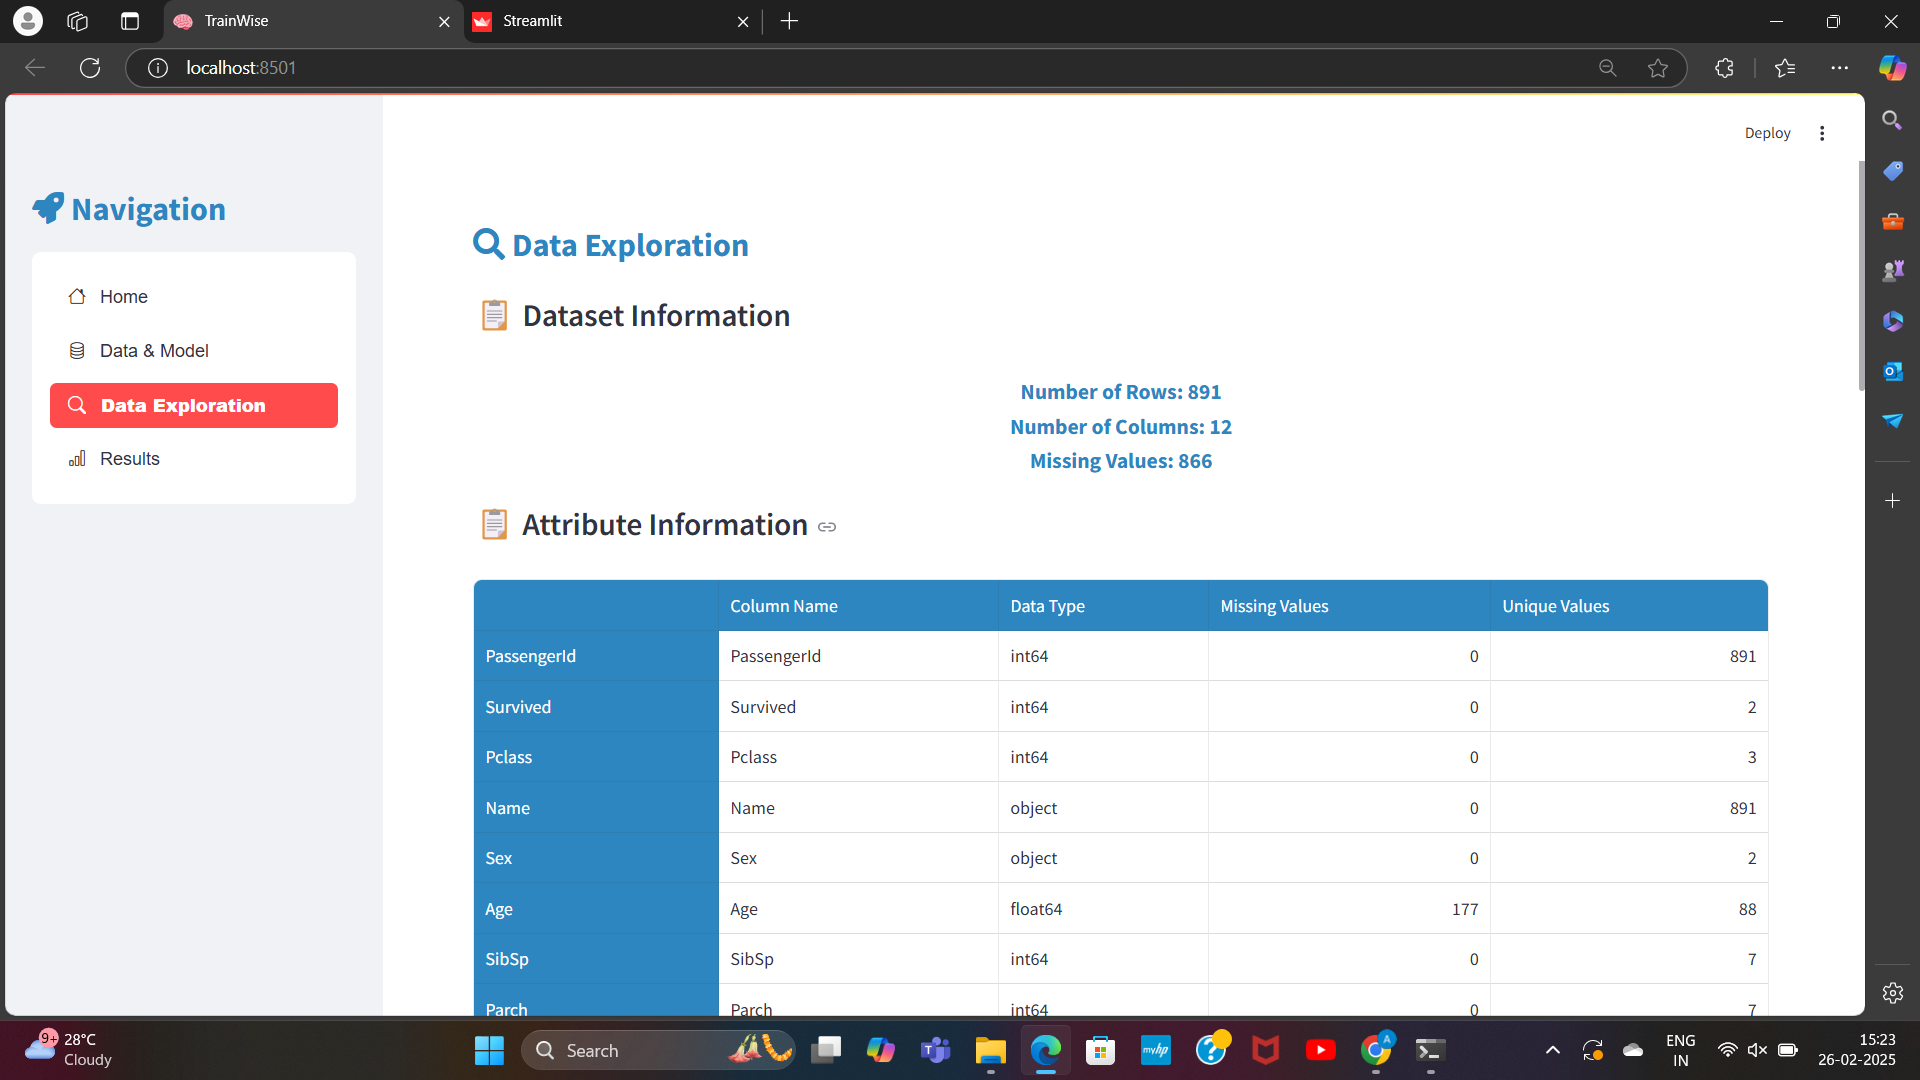 TrainWise
Streamlit
localhost:8501
Deploy
Navigation
Home
Data & Model
Data Exploration
Results
Data Exploration
Dataset Information
Number of Rows: 891
Number of Columns: 12
Missing Values: 866
Attribute Information
Column Name Data Type Missing Values Unique Values
PassengerId PassengerId int64 0 891
Survived Survived int64 0 2
Pclass Pclass int64 0 3
Name Name object 0 891
Sex Sex object 0 2
Age Age float64 177 88
SibSp SibSp int64 0 7
Parch Parch int64 0 7
9+
28°C
Cloudy
Search
myhp
A
ENG
IN
15:23
26-02-2025